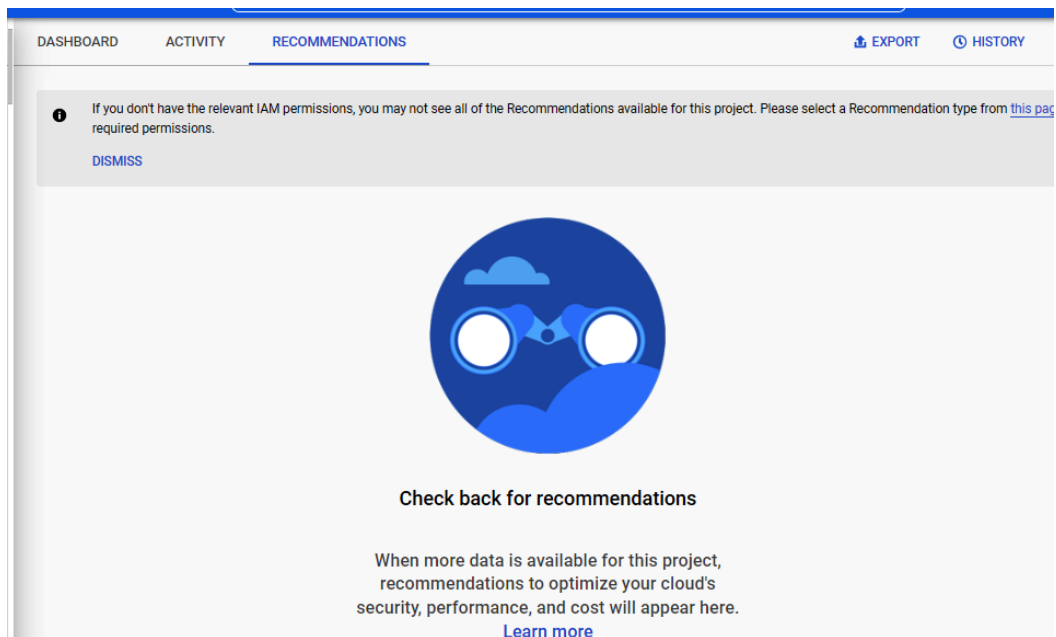 DASHBOARD ACTIVITY RECOMMENDATIONS EXPORT HISTORY
If you don't have the relevant IAM permissions, you may not see all of the Recommendations available for this project. Please select a Recommendation type from this pag
required permissions.
DISMISS
Check back for recommendations
When more data is available for this project,
recommendations to optimize your cloud's
security, performance, and cost will appear here.
Learn more